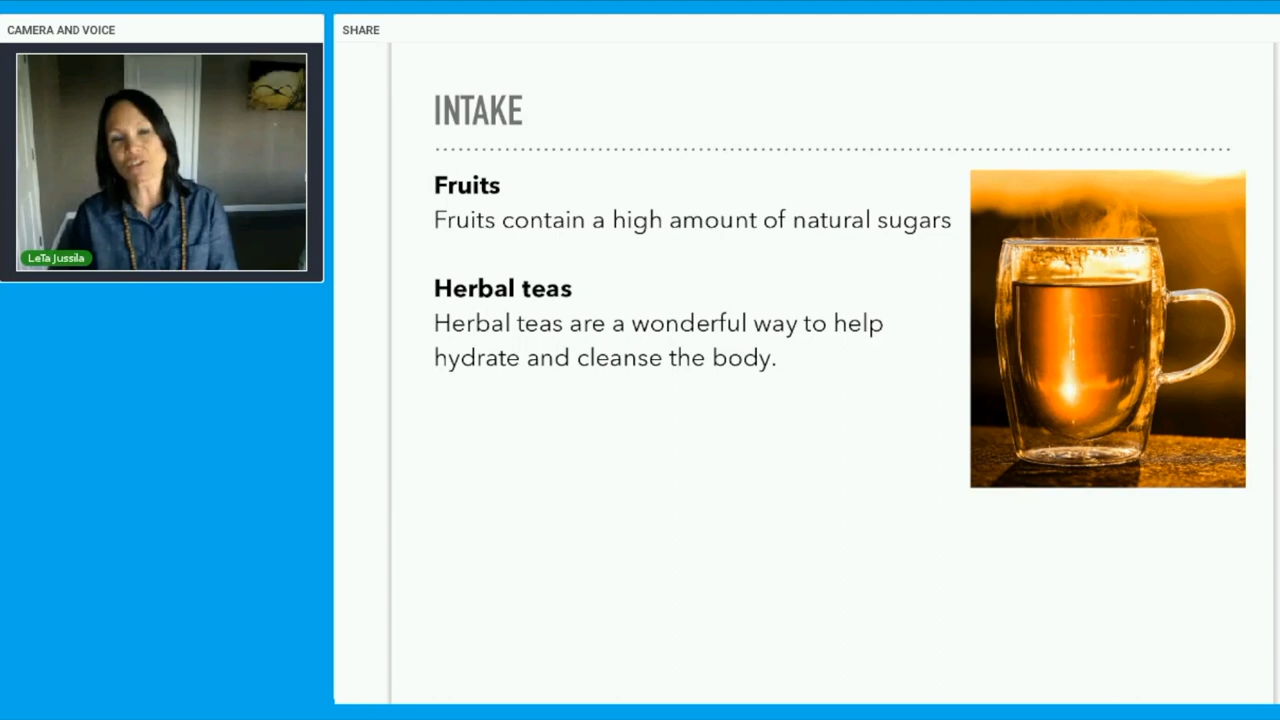 CAMERA AND VOICE
LeTa Jussila
SHARE
INTAKE
Fruits
Fruits contain a high amount of natural sugars
Herbal teas
Herbal teas are a wonderful way to help
hydrate and cleanse the body.